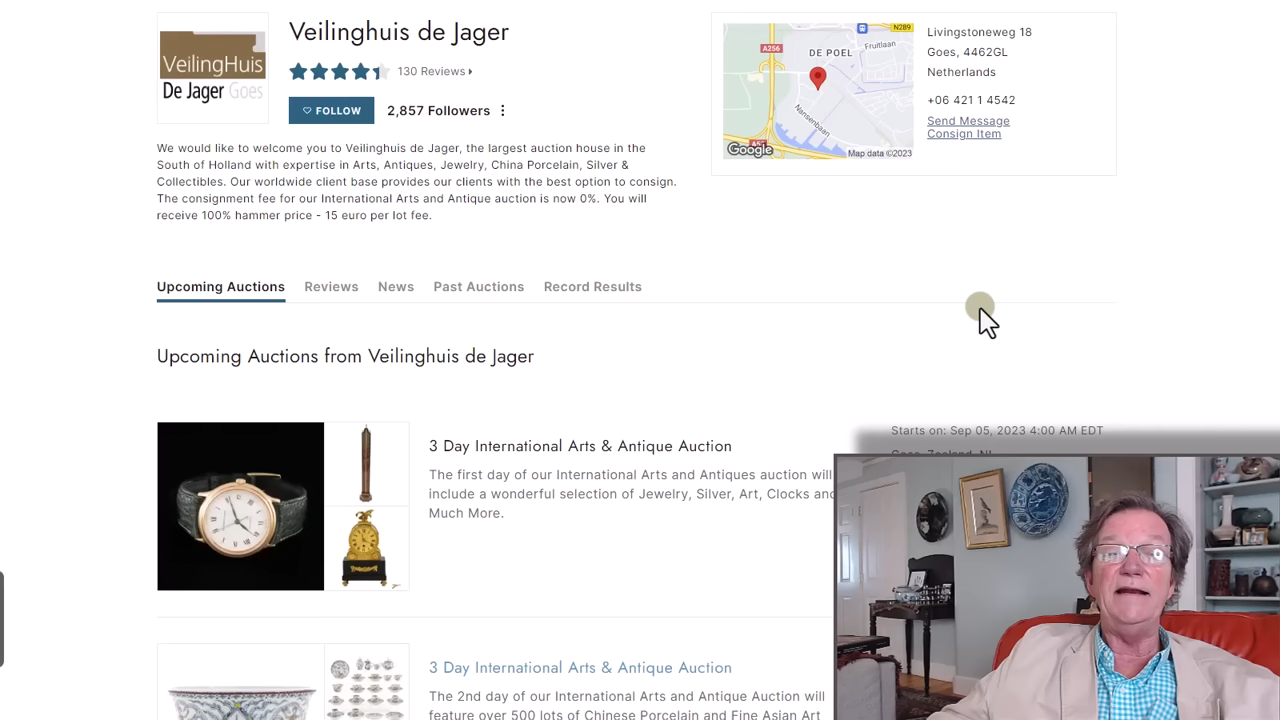 VeilingHuis
De Jager Goes
Veilinghuis de Jager
130 Reviews
FOLLOW
2,857 Followers
We would like to welcome you to Veilinghuis de Jager, the largest auction house in the
South of Holland with expertise in Arts, Antiques, Jewelry, China Porcelain, Silver &
Collectibles. Our worldwide client base provides our clients with the best option to consign.
The consignment fee for our International Arts and Antique auction is now 0%. You will
receive 100% hammer price - 15 euro per lot fee.
N289
A256
DE POEL
Fruitlaan
Nansenbaan
Google
Map data ©2023
Livingstoneweg 18
Goes, 4462GL
Netherlands
+06 421 1 4542
Send Message
Consign Item
Upcoming Auctions
Reviews
News
Past Auctions
Record Results
Upcoming Auctions from Veilinghuis de Jager
3 Day International Arts & Antique Auction
The first day of our International Arts and Antiques auction will
include a wonderful selection of Jewelry, Silver, Art, Clocks and
Much More.
Starts on: Sep 05, 2023 4:00 AM EDT
3 Day International Arts & Antique Auction
The 2nd day of our International Arts and Antique Auction will
feature over 500 lots of Chinese Porcelain and Fine Asian Art